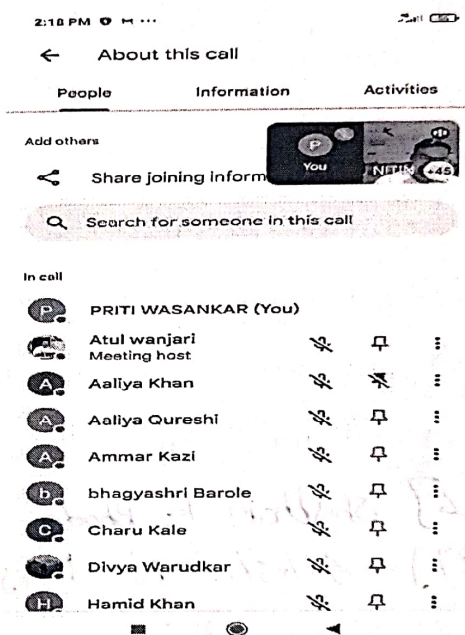 2:18 PM
About this call
People Information Activities
Add others
P
You
NITIN
+45
Share joining inform
Search for someone in this call
In call
P PRITI WASANKAR (You)
Atul wanjari
Meeting host
A Aaliya Khan
A Aaliya Qureshi
A Ammar Kazi
b bhagyashri Barole
C Charu Kale
Divya Warudkar
H Hamid Khan